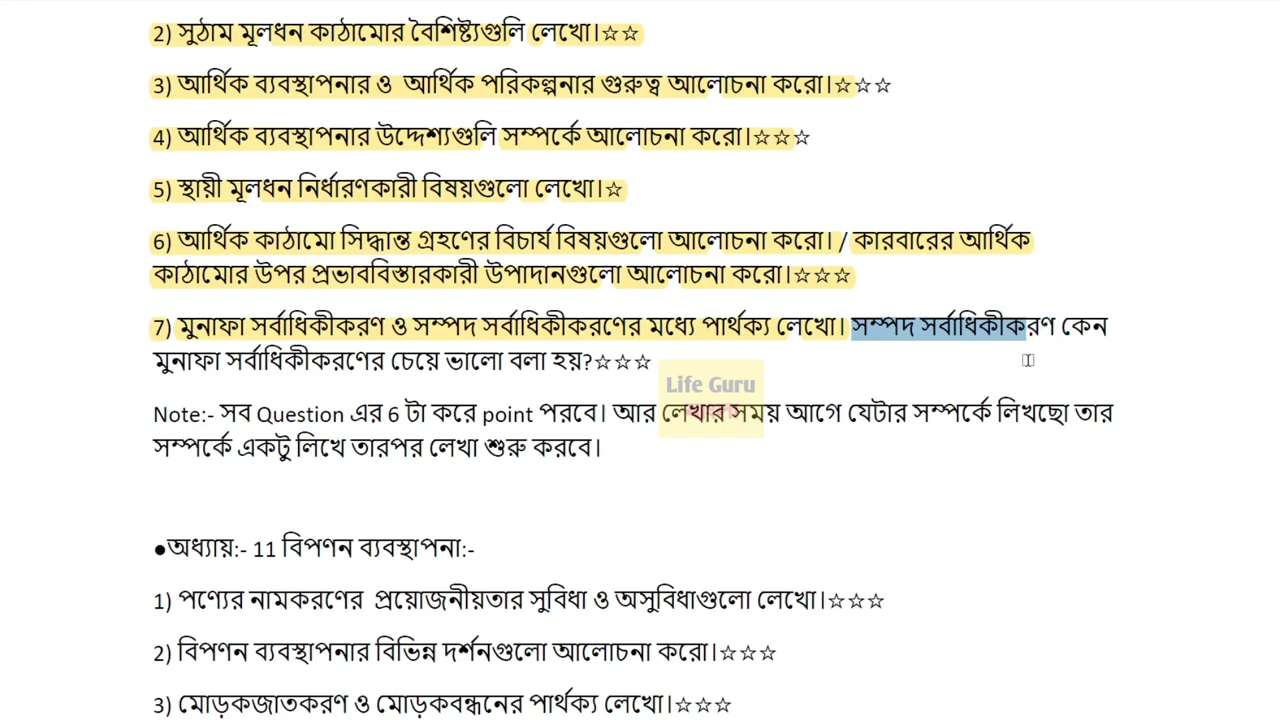 2) সুঠাম মূলধন কাঠামোর বৈশিষ্ট্যগুলি লেখো।☆☆
3) আর্থিক ব্যবস্থাপনার ও আর্থিক পরিকল্পনার গুরুত্ব আলোচনা করো।☆☆☆
4) আর্থিক ব্যবস্থাপনার উদ্দেশ্যগুলি সম্পর্কে আলোচনা করো।☆☆☆
5) স্থায়ী মূলধন নির্ধারণকারী বিষয়গুলো লেখো।☆
6) আর্থিক কাঠামো সিদ্ধান্ত গ্রহণের বিচার্য বিষয়গুলো আলোচনা করো। / কারবারের আর্থিক
কাঠামোর উপর প্রভাববিস্তারকারী উপাদানগুলো আলোচনা করো।☆☆☆
7) মুনাফা সর্বাধিকীকরণ ও সম্পদ সর্বাধিকীকরণের মধ্যে পার্থক্য লেখো। সম্পদ সর্বাধিকীকরণ কেন
মুনাফা সর্বাধিকীকরণের চেয়ে ভালো বলা হয়?☆☆☆
Life Guru
Note:- সব Question এর 6 টা করে point পরবে। আর লেখার সময় আগে যেটার সম্পর্কে লিখছো তার
সম্পর্কে একটু লিখে তারপর লেখা শুরু করবে।
●অধ্যায়:- 11 বিপণন ব্যবস্থাপনা:-
1) পণ্যের নামকরণের প্রয়োজনীয়তার সুবিধা ও অসুবিধাগুলো লেখো।☆☆☆
2) বিপণন ব্যবস্থাপনার বিভিন্ন দর্শনগুলো আলোচনা করো।☆☆☆
3) মোড়কজাতকরণ ও মোড়কবন্ধনের পার্থক্য লেখো।☆☆☆